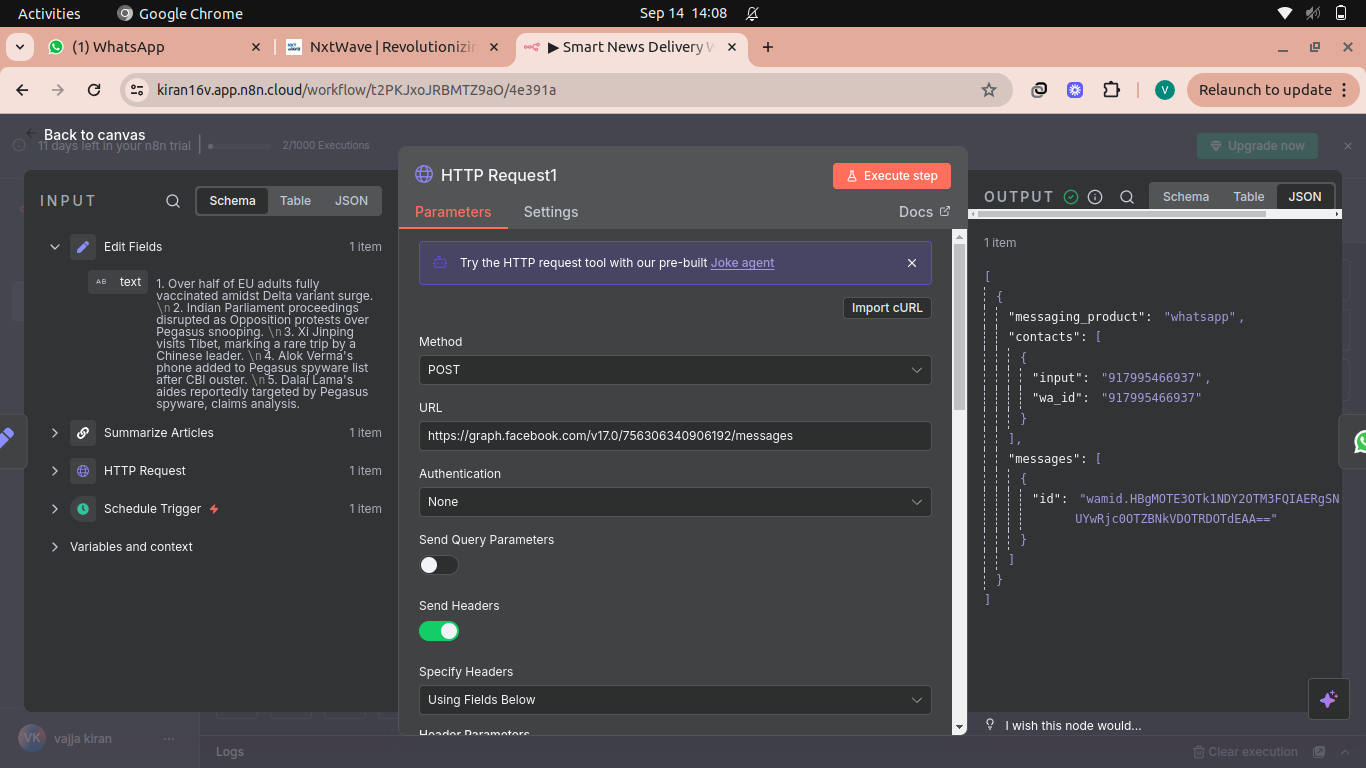 Activities
Google Chrome
Sep 14 14:08
(1) WhatsApp
NxtWave | Revolutionizin
▶ Smart News Delivery W
kiran16v.app.n8n.cloud/workflow/t2PKJxoJRBMTZ9aO/4e391a
V
Relaunch to update
Back to canvas
11 days left in your n8n trial
2/1000 Executions
Upgrade now
INPUT
Schema
Table
JSON
Edit Fields
1 item
AB text
1. Over half of EU adults fully
vaccinated amidst Delta variant surge.
\n 2. Indian Parliament proceedings
disrupted as Opposition protests over
Pegasus snooping. \n 3. Xi Jinping
visits Tibet, marking a rare trip by a
Chinese leader. \n 4. Alok Verma's
phone added to Pegasus spyware list
after CBI ouster. \n 5. Dalai Lama's
aides reportedly targeted by Pegasus
spyware, claims analysis.
Summarize Articles
1 item
HTTP Request
1 item
Schedule Trigger
1 item
Variables and context
HTTP Request1
Execute step
Parameters
Settings
Docs
Try the HTTP request tool with our pre-built Joke agent
Import cURL
Method
POST
URL
https://graph.facebook.com/v17.0/756306340906192/messages
Authentication
None
Send Query Parameters
Send Headers
Specify Headers
Using Fields Below
Header Parameters
OUTPUT
Schema
Table
JSON
1 item
[
{
"messaging_product": "whatsapp",
"contacts": [
{
"input": "917995466937",
"wa_id": "917995466937"
}
],
"messages": [
{
"id": "wamid.HBgMOTE3OTk1NDY2OTM3FQIAERgSN
UYwRjc0OTZBNkVDOTRDOTdEAA=="
}
]
}
]
I wish this node would...
VK
vajja kiran
Logs
Clear execution